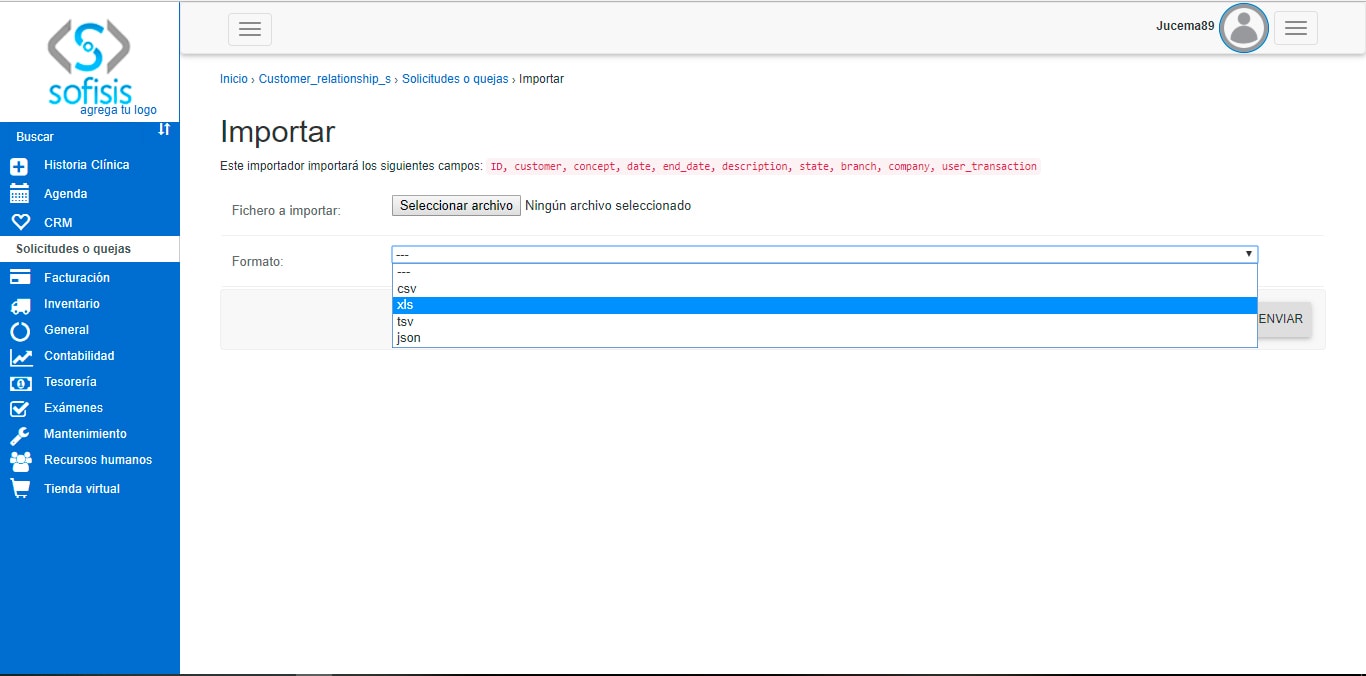 sofisis
agrega tu logo
Jucema89
Buscar
Historia Clínica
Agenda
CRM
Solicitudes o quejas
Facturación
Inventario
General
Contabilidad
Tesorería
Exámenes
Mantenimiento
Recursos humanos
Tienda virtual
Inicio › Customer_relationship_s › Solicitudes o quejas › Importar
Importar
Este importador importará los siguientes campos: ID, customer, concept, date, end_date, description, state, branch, company, user_transaction
Fichero a importar: Seleccionar archivo Ningún archivo seleccionado
Formato: ---
---
csv
xls
tsv
json
ENVIAR